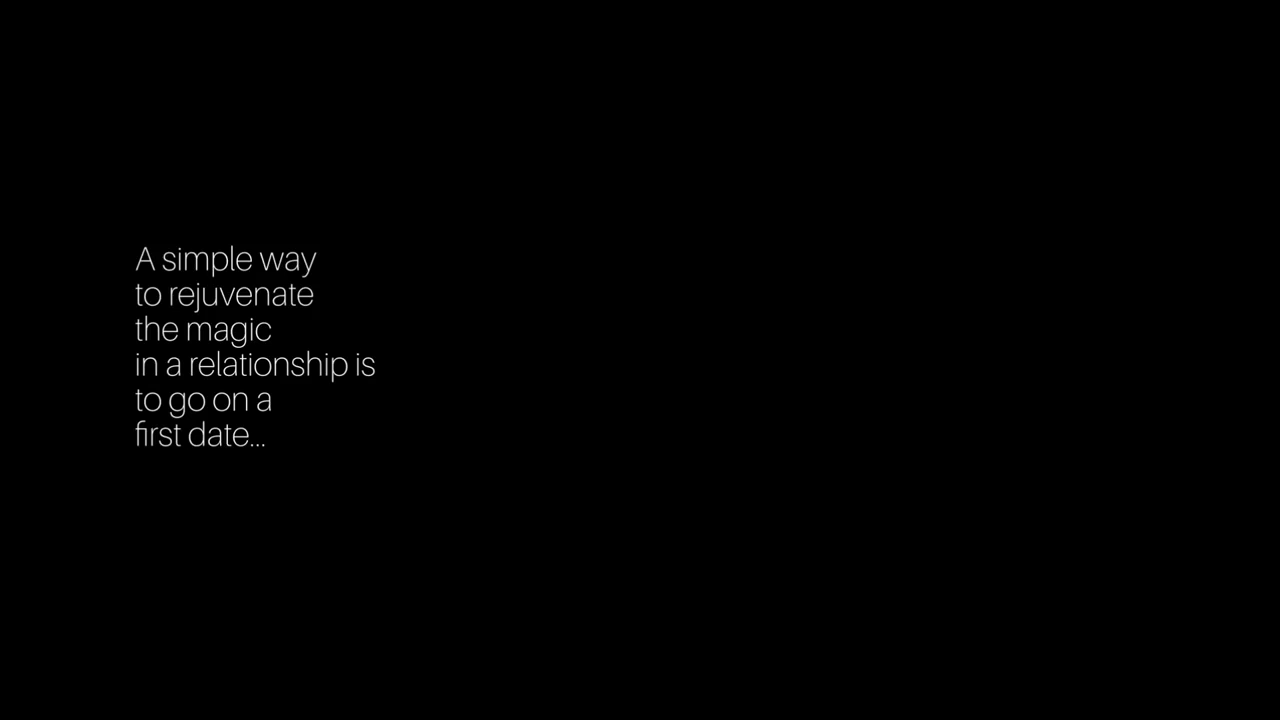 A simple way
to rejuvenate
the magic
in a relationship is
to go on a
first date...